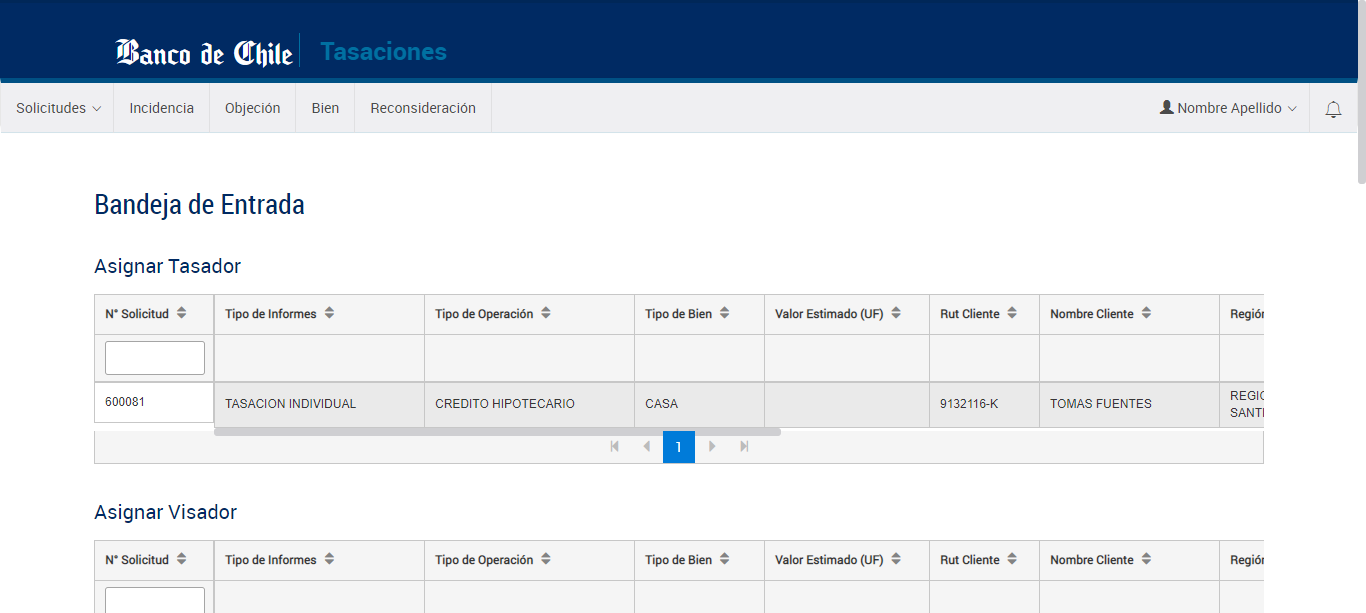 Banco de Chile Tasaciones
Solicitudes Incidencia Objeción Bien Reconsideración Nombre Apellido
Bandeja de Entrada
Asignar Tasador
N° Solicitud Tipo de Informes Tipo de Operación Tipo de Bien Valor Estimado (UF) Rut Cliente Nombre Cliente Región
600081 TASACION INDIVIDUAL CREDITO HIPOTECARIO CASA 9132116-K TOMAS FUENTES REGIO
SANTI
1
Asignar Visador
N° Solicitud Tipo de Informes Tipo de Operación Tipo de Bien Valor Estimado (UF) Rut Cliente Nombre Cliente Región